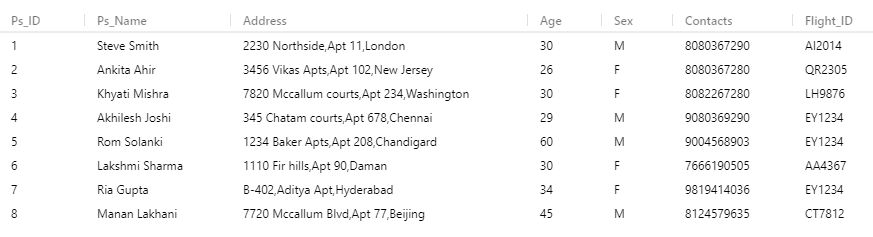 Ps_ID Ps_Name Address Age Sex Contacts Flight_ID
1 Steve Smith 2230 Northside,Apt 11,London 30 M 8080367290 AI2014
2 Ankita Ahir 3456 Vikas Apts,Apt 102,New Jersey 26 F 8080367280 QR2305
3 Khyati Mishra 7820 Mccallum courts,Apt 234,Washington 30 F 8082267280 LH9876
4 Akhilesh Joshi 345 Chatam courts,Apt 678,Chennai 29 M 9080369290 EY1234
5 Rom Solanki 1234 Baker Apts,Apt 208,Chandigard 60 M 9004568903 EY1234
6 Lakshmi Sharma 1110 Fir hills,Apt 90,Daman 30 F 7666190505 AA4367
7 Ria Gupta B-402,Aditya Apt,Hyderabad 34 F 9819414036 EY1234
8 Manan Lakhani 7720 Mccallum Blvd,Apt 77,Beijing 45 M 8124579635 CT7812